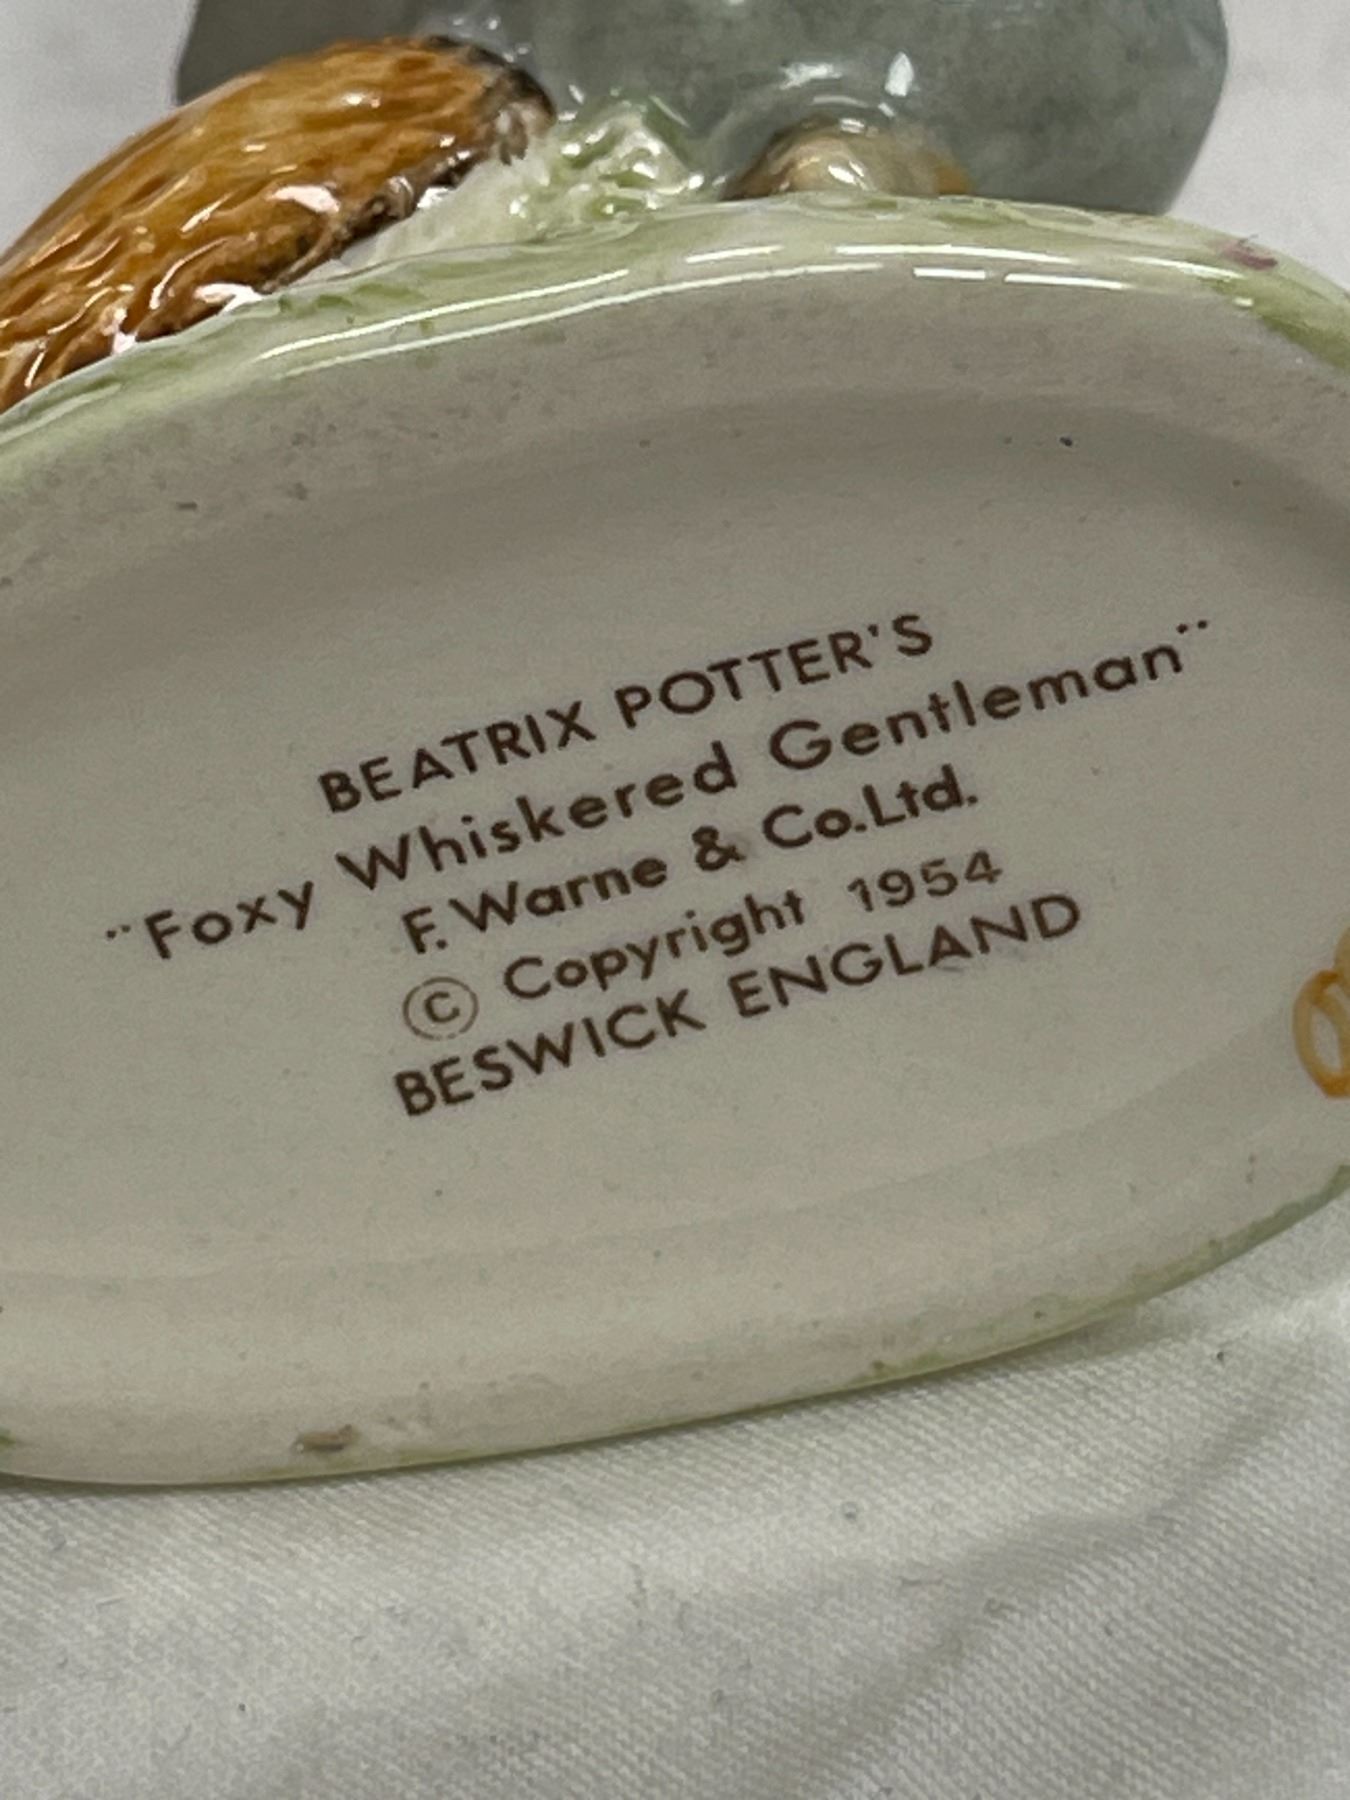 BEATRIX POTTER'S
"Foxy Whiskered Gentleman"
F. Warne & Co.Ltd.
© Copyright 1954
BESWICK ENGLAND